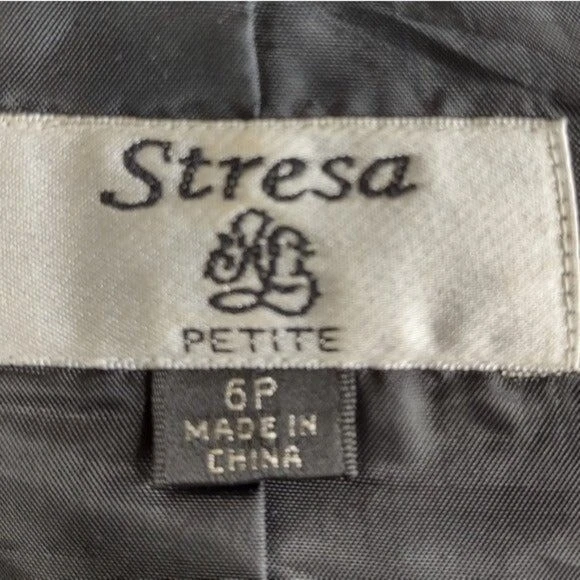 Stresa
PETITE
6P
MADE IN
CHINA